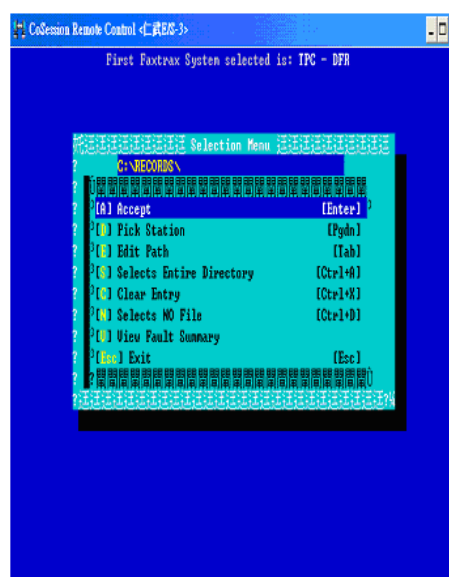 CoSession Remote Control <仁武E/S-3>
First Faxtrax System selected is: TPC - DFR
Selection Menu
C:\RECORDS\
[A] Accept [Enter]
[P] Pick Station [Pgdn]
[E] Edit Path [Tab]
[S] Selects Entire Directory [Ctrl+A]
[C] Clear Entry [Ctrl+X]
[N] Selects NO File [Ctrl+D]
[V] View Fault Summary
[Esc] Exit [Esc]